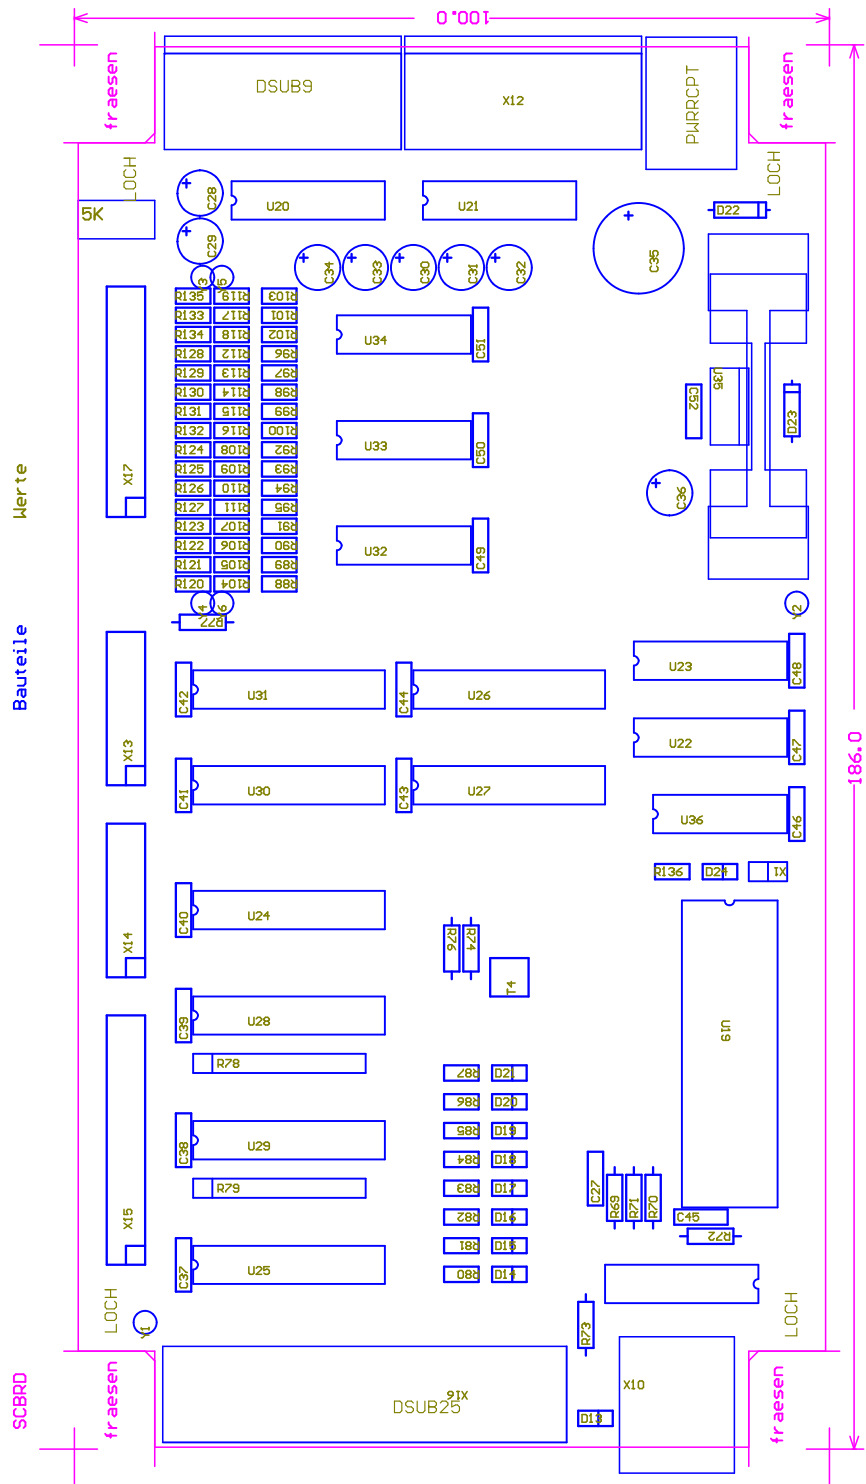 100.0
fraesen
DSUB9
X12
PWRRCPT
fraesen
LOCH
LOCH
5K
C28
U20
U21
D22
C29
C35
C34
C33
C30
C31
C32
R135
R119
R103
R133
R117
R101
R134
R118
R102
R128
R112
R96
R129
R113
R97
R130
R114
R98
R131
R115
R99
R132
R116
R100
R124
R108
R92
R125
R109
R93
R126
R110
R94
R127
R111
R95
R123
R107
R91
R122
R106
R90
R121
R105
R89
R120
R104
R88
U34
C51
U35
C52
D23
U33
C50
X17
Werte
C36
U32
C49
R77
Y2
Bauteile
U23
C48
C42
U31
C44
U26
X13
U22
C47
186.0
C41
U30
C43
U27
U36
C46
R136
D24
X1
X14
C40
U24
R76
R74
T4
C39
U28
U19
R78
R87
D21
R86
D20
R85
D19
C38
U29
R84
D18
R79
R83
D17
C27
R69
R71
R70
X15
R82
D16
C45
R81
D15
R72
C37
U25
R80
D14
LOCH
Y1
R73
LOCH
SCBRD
fraesen
X16
DSUB25
X10
D13
fraesen